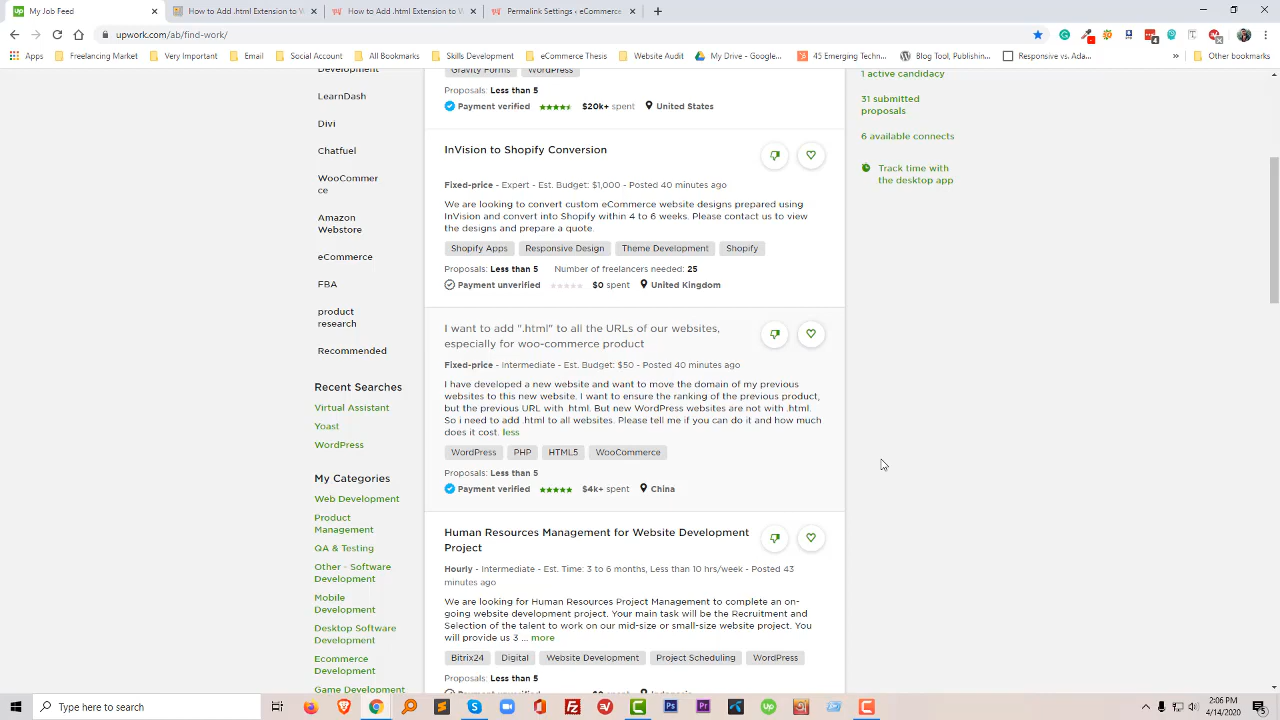 My Job Feed
How to Add .html Extension to W
How to Add .html Extension to W
Permalink Settings ‹ eCommerce
upwork.com/ab/find-work/
Apps
Freelancing Market
Very Important
Email
Social Account
All Bookmarks
Skills Development
eCommerce Thesis
Website Audit
My Drive - Google...
45 Emerging Techn...
Blog Tool, Publishin...
Responsive vs. Ada...
Other bookmarks
Development
LearnDash
Divi
Chatfuel
WooCommer
ce
Amazon
Webstore
eCommerce
FBA
product
research
Recommended
Recent Searches
Virtual Assistant
Yoast
WordPress
My Categories
Web Development
Product
Management
QA & Testing
Other - Software
Development
Mobile
Development
Desktop Software
Development
Ecommerce
Development
Game Development
Gravity Forms WordPress
Proposals: Less than 5
Payment verified $20k+ spent United States
InVision to Shopify Conversion
Fixed-price - Expert - Est. Budget: $1,000 - Posted 40 minutes ago
We are looking to convert custom eCommerce website designs prepared using
InVision and convert into Shopify within 4 to 6 weeks. Please contact us to view
the designs and prepare a quote.
Shopify Apps Responsive Design Theme Development Shopify
Proposals: Less than 5 Number of freelancers needed: 25
Payment unverified $0 spent United Kingdom
I want to add ".html" to all the URLs of our websites,
especially for woo-commerce product
Fixed-price - Intermediate - Est. Budget: $50 - Posted 40 minutes ago
I have developed a new website and want to move the domain of my previous
websites to this new website. I want to ensure the ranking of the previous product,
but the previous URL with .html. But new WordPress websites are not with .html.
So i need to add .html to all websites. Please tell me if you can do it and how much
does it cost. less
WordPress PHP HTML5 WooCommerce
Proposals: Less than 5
Payment verified $4k+ spent China
Human Resources Management for Website Development
Project
Hourly - Intermediate - Est. Time: 3 to 6 months, Less than 10 hrs/week - Posted 43
minutes ago
We are looking for Human Resources Project Management to complete an on-
going website development project. Your main task will be the Recruitment and
Selection of the talent to work on our mid-size or small-size website project. You
will provide us 3 ... more
Bitrix24 Digital Website Development Project Scheduling WordPress
Proposals: Less than 5
1 active candidacy
31 submitted
proposals
6 available connects
Track time with
the desktop app
Type here to search
2:06 PM
4/14/2020